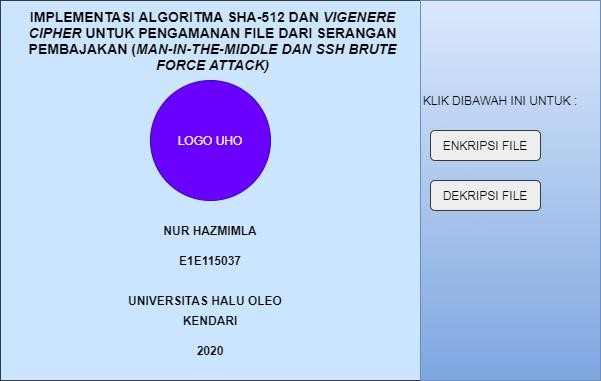 IMPLEMENTASI ALGORITMA SHA-512 DAN VIGENERE
CIPHER UNTUK PENGAMANAN FILE DARI SERANGAN
PEMBAJAKAN (MAN-IN-THE-MIDDLE DAN SSH BRUTE
FORCE ATTACK)
LOGO UHO
NUR HAZMIMLA
E1E115037
UNIVERSITAS HALU OLEO
KENDARI
2020
KLIK DIBAWAH INI UNTUK :
ENKRIPSI FILE
DEKRIPSI FILE